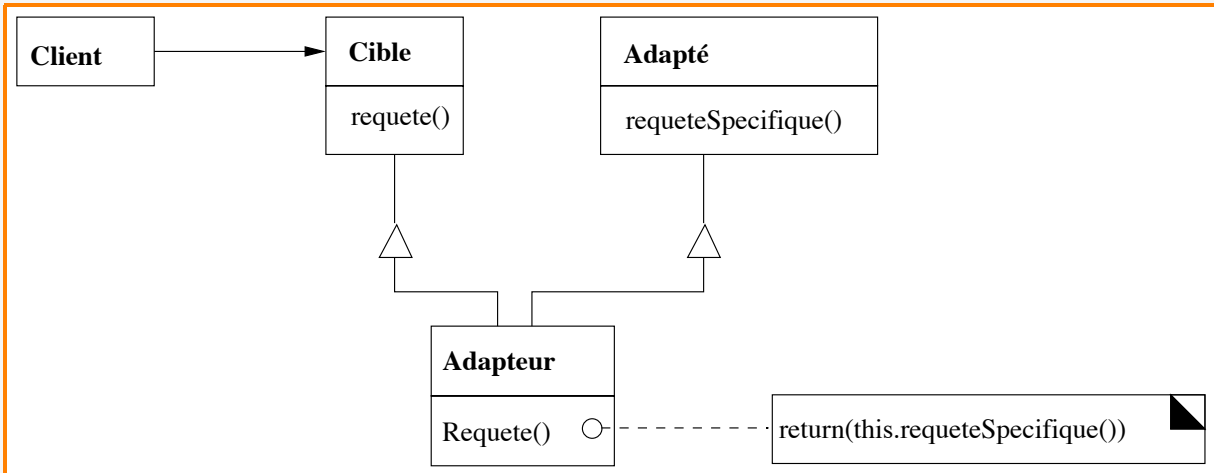 Client
Cible
requete()
Adapté
requeteSpecifique()
Adapteur
Requete()
return(this.requeteSpecifique())